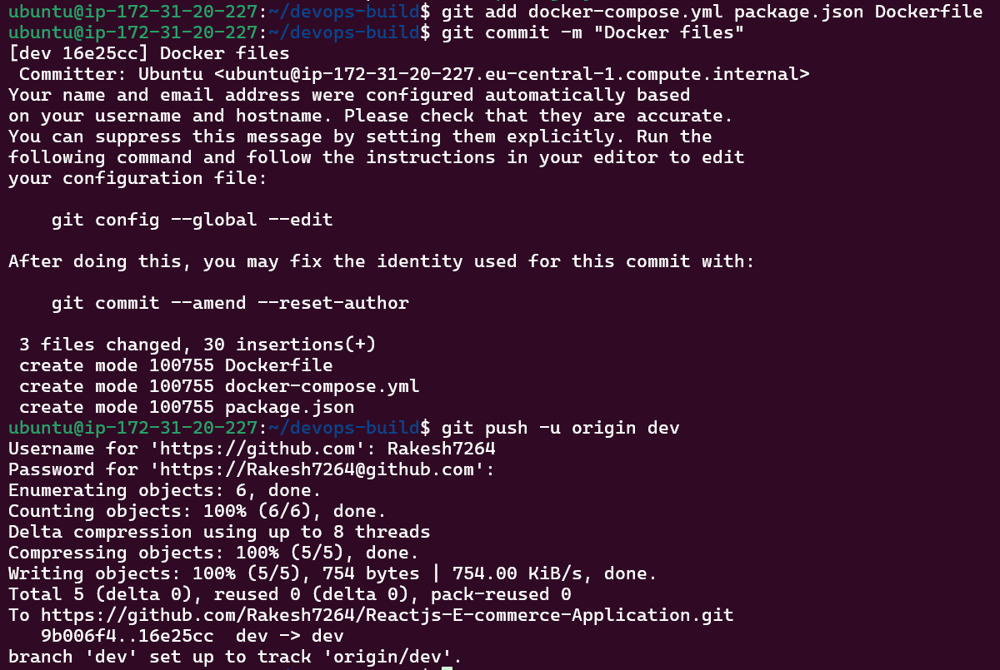 ubuntu@ip-172-31-20-227:~/devops-build$ git add docker-compose.yml package.json Dockerfile
ubuntu@ip-172-31-20-227:~/devops-build$ git commit -m "Docker files"
[dev 16e25cc] Docker files
 Committer: Ubuntu <ubuntu@ip-172-31-20-227.eu-central-1.compute.internal>
Your name and email address were configured automatically based
on your username and hostname. Please check that they are accurate.
You can suppress this message by setting them explicitly. Run the
following command and follow the instructions in your editor to edit
your configuration file:

    git config --global --edit

After doing this, you may fix the identity used for this commit with:

    git commit --amend --reset-author

 3 files changed, 30 insertions(+)
 create mode 100755 Dockerfile
 create mode 100755 docker-compose.yml
 create mode 100755 package.json
ubuntu@ip-172-31-20-227:~/devops-build$ git push -u origin dev
Username for 'https://github.com': Rakesh7264
Password for 'https://Rakesh7264@github.com':
Enumerating objects: 6, done.
Counting objects: 100% (6/6), done.
Delta compression using up to 8 threads
Compressing objects: 100% (5/5), done.
Writing objects: 100% (5/5), 754 bytes | 754.00 KiB/s, done.
Total 5 (delta 0), reused 0 (delta 0), pack-reused 0
To https://github.com/Rakesh7264/Reactjs-E-commerce-Application.git
   9b006f4..16e25cc  dev -> dev
branch 'dev' set up to track 'origin/dev'.